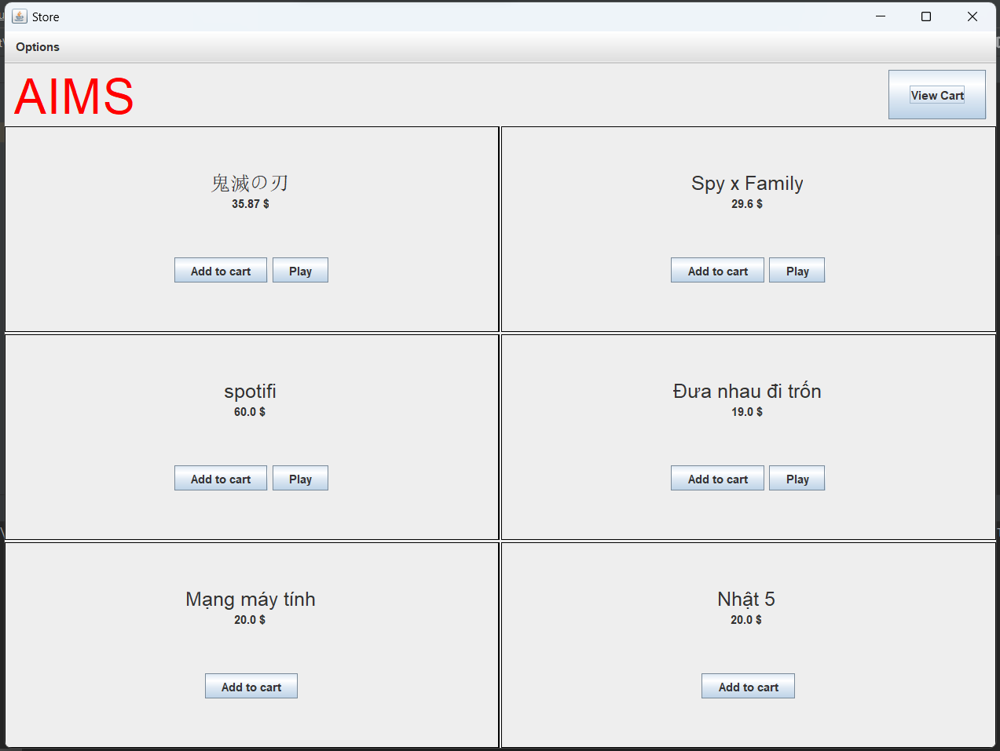 Store
Options
AIMS
View Cart
鬼滅の刃
35.87 $
Add to cart
Play
Spy x Family
29.6 $
Add to cart
Play
spotifi
60.0 $
Add to cart
Play
Đưa nhau đi trốn
19.0 $
Add to cart
Play
Mạng máy tính
20.0 $
Add to cart
Nhật 5
20.0 $
Add to cart